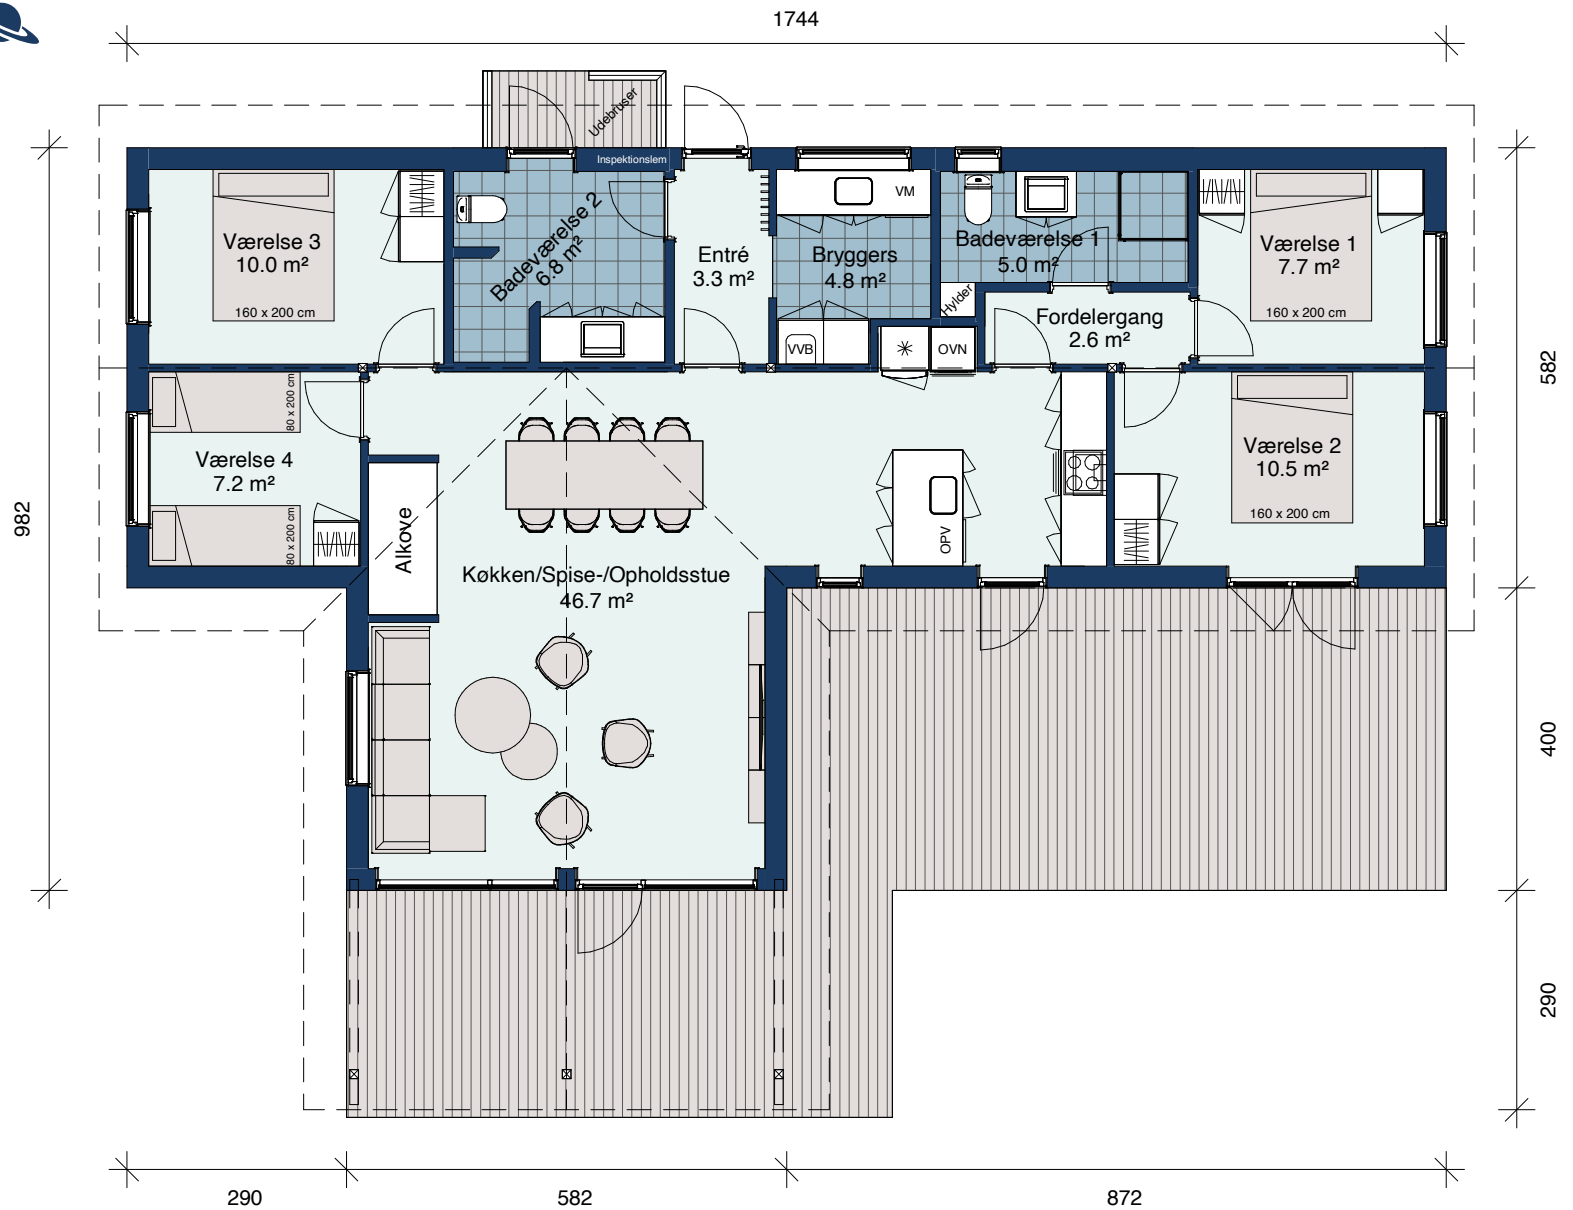 1744
Udebruser
Inspektionslem
Værelse 3
10.0 m²
160 x 200 cm
Badeværelse 2
6.8 m²
Entré
3.3 m²
VM
Bryggers
4.8 m²
VVB
Badeværelse 1
5.0 m²
Hylder
Fordelergang
2.6 m²
OVN
Værelse 1
7.7 m²
160 x 200 cm
582
982
80 x 200 cm
Værelse 4
7.2 m²
80 x 200 cm
Alkove
Køkken/Spise-/Opholdsstue
46.7 m²
OPV
Værelse 2
10.5 m²
160 x 200 cm
400
290
290
582
872